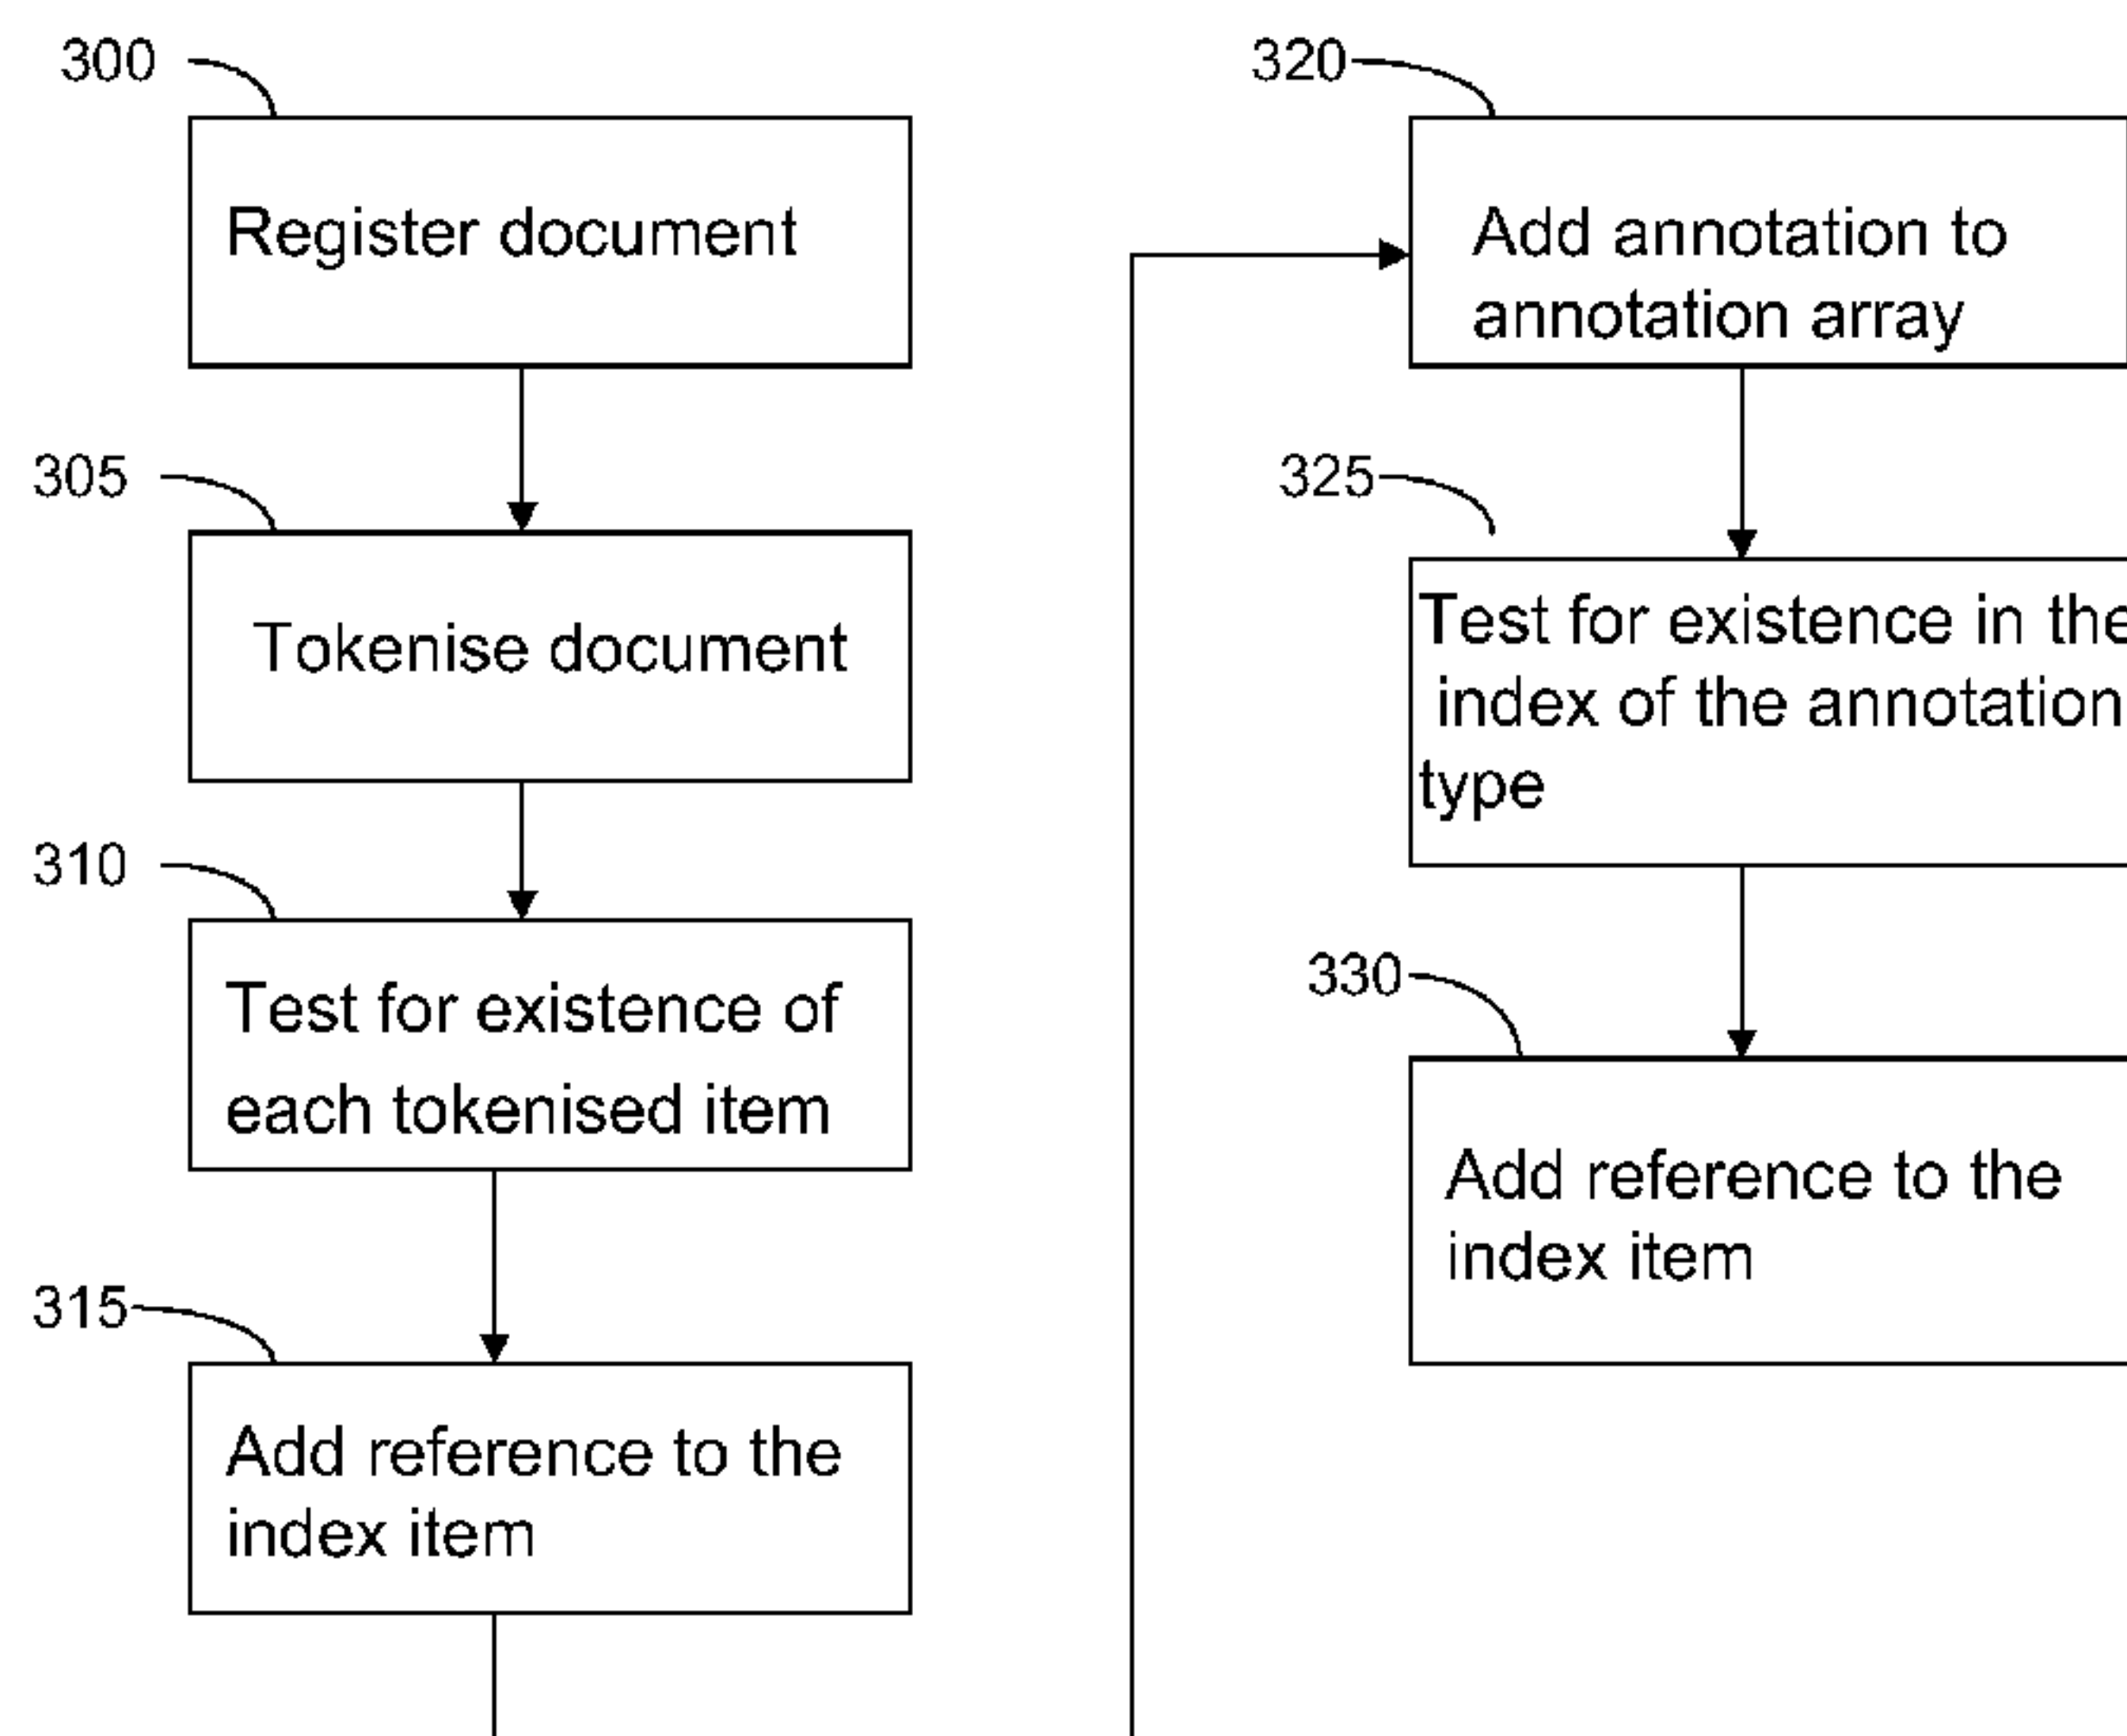 300
Register document
305
Tokenise document
310
Test for existence of
each tokenised item
315
Add reference to the
index item
320
Add annotation to
annotation array
325
Test for existence in the
index of the annotation
type
330
Add reference to the
index item